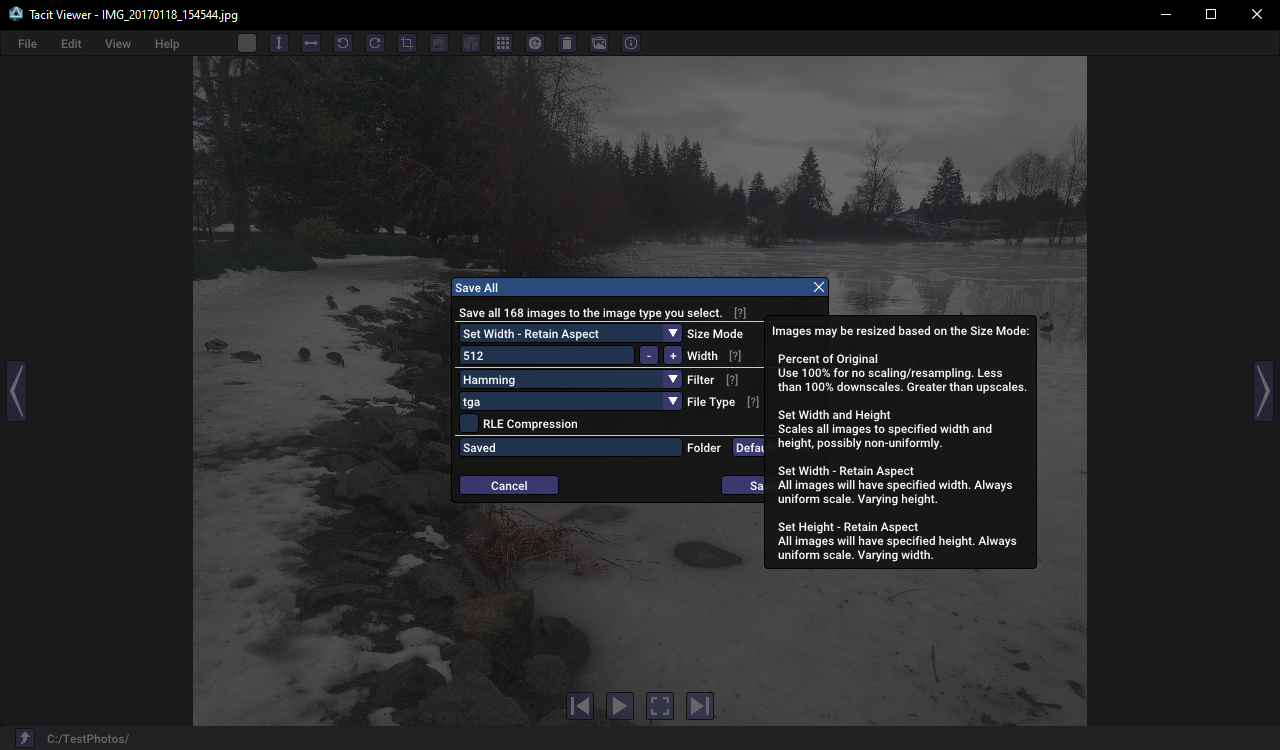 Tacit Viewer - IMG_20170118_154544.jpg
File Edit View Help
Save All
Save all 168 images to the image type you select. [?]
Set Width - Retain Aspect Size Mode
512 - + Width [?]
Hamming Filter [?]
tga File Type [?]
RLE Compression
Saved Folder Defau
Cancel Sa
Images may be resized based on the Size Mode:
Percent of Original
Use 100% for no scaling/resampling. Less
than 100% downscales. Greater than upscales.
Set Width and Height
Scales all images to specified width and
height, possibly non-uniformly.
Set Width - Retain Aspect
All images will have specified width. Always
uniform scale. Varying height.
Set Height - Retain Aspect
All images will have specified height. Always
uniform scale. Varying width.
C:/TestPhotos/